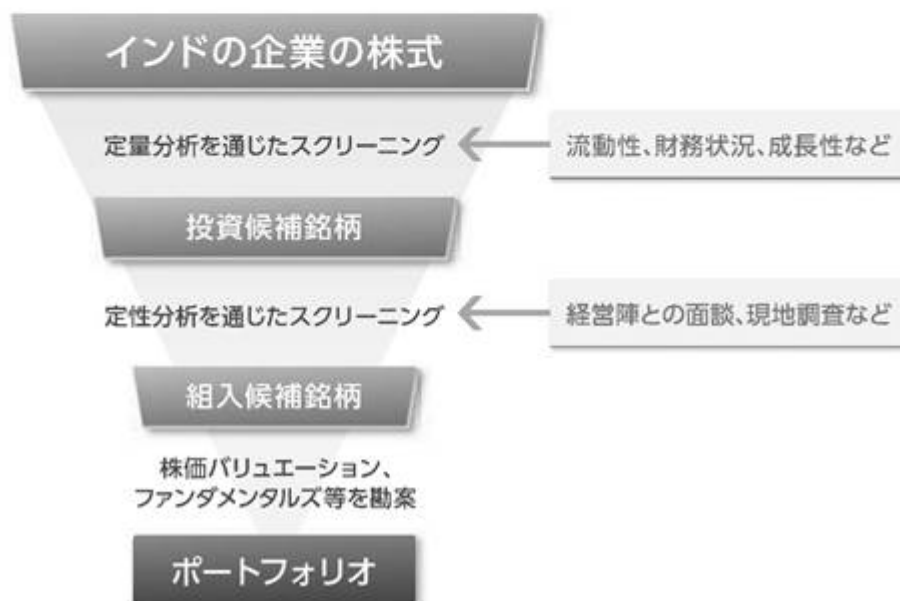 インドの企業の株式
定量分析を通じたスクリーニング
流動性、財務状況、成長性など
投資候補銘柄
定性分析を通じたスクリーニング
経営陣との面談、現地調査など
組入候補銘柄
株価バリュエーション、
ファンダメンタルズ等を勘案
ポートフォリオ